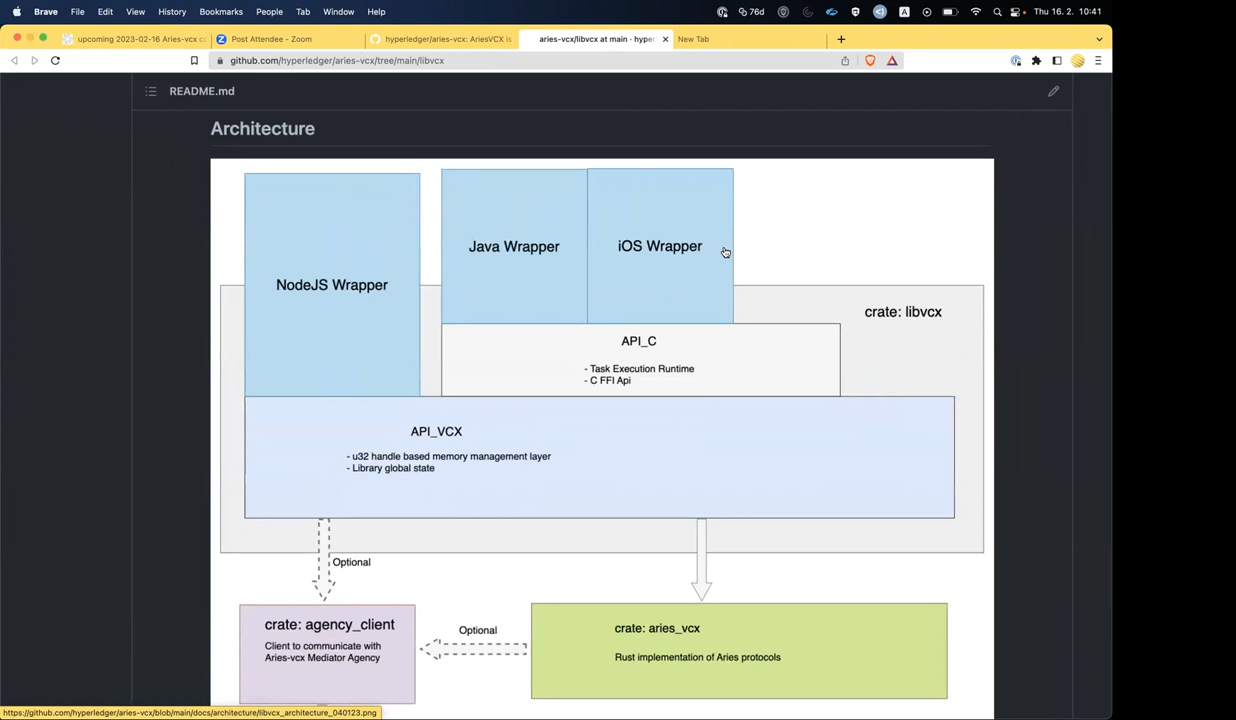 Brave File Edit View History Bookmarks People Tab Window Help 76d A Thu 16. 2. 10:41
upcoming 2023-02-16 Aries-vcx co
Post Attendee - Zoom
hyperledger/aries-vcx: AriesVCX is
aries-vcx/libvcx at main · hyper
New Tab
github.com/hyperledger/aries-vcx/tree/main/libvcx
README.md
Architecture
NodeJS Wrapper
Java Wrapper
iOS Wrapper
crate: libvcx
API_C
- Task Execution Runtime
- C FFI Api
API_VCX
- u32 handle based memory management layer
- Library global state
Optional
crate: agency_client
Client to communicate with
Aries-vcx Mediator Agency
Optional
crate: aries_vcx
Rust implementation of Aries protocols
https://github.com/hyperledger/aries-vcx/blob/main/docs/architecture/libvcx_architecture_040123.png